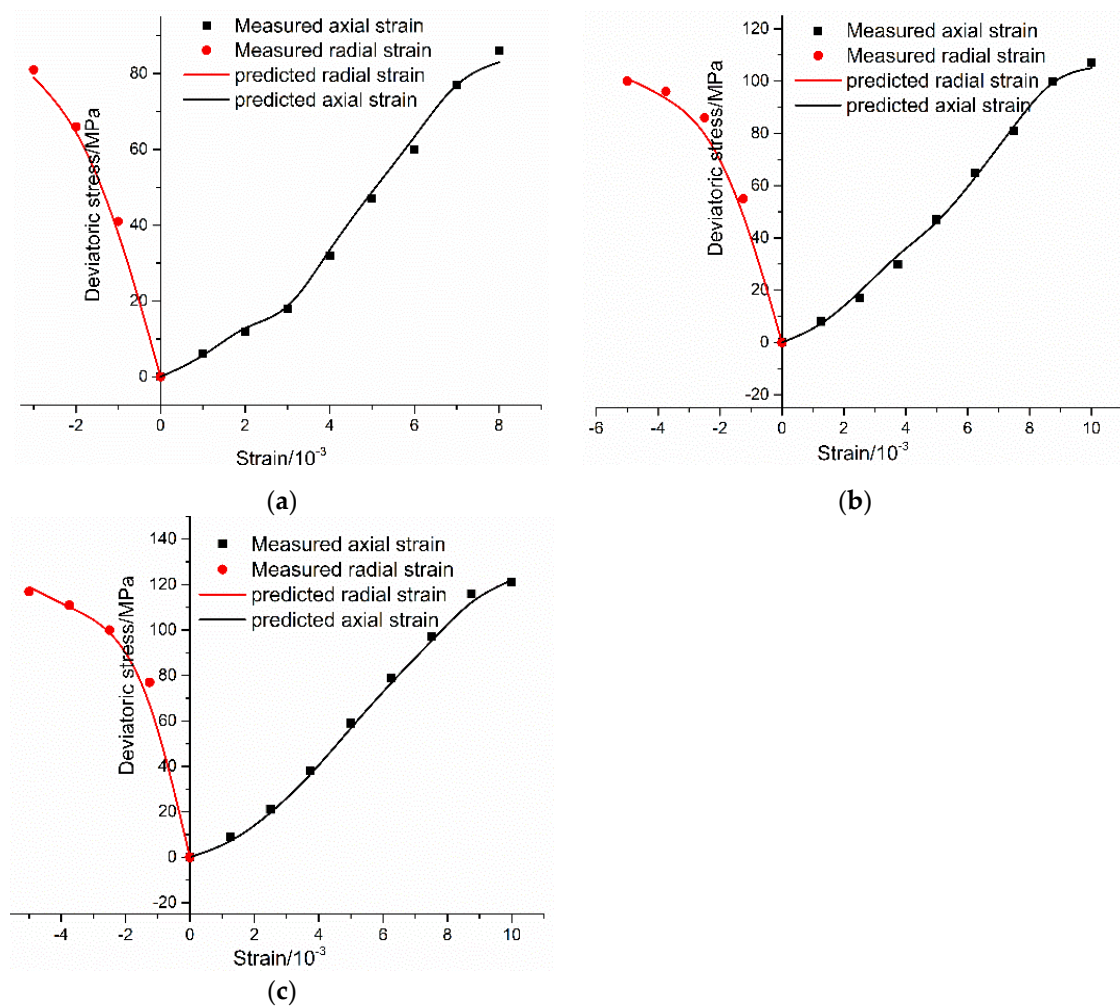 Measured axial strain
Measured radial strain
predicted radial strain
predicted axial strain
Deviatoric stress/MPa
80
60
40
20
0
-2
0
2
4
6
8
Strain/10⁻³
(a)
Measured axial strain
Measured radial strain
predicted radial strain
predicted axial strain
Deviatoric stress/MPa
120
100
80
60
40
20
0
-20
-6
-4
-2
0
2
4
6
8
10
Strain/10⁻³
(b)
Measured axial strain
Measured radial strain
predicted radial strain
predicted axial strain
Deviatoric stress/MPa
140
120
100
80
60
40
20
0
-20
-4
-2
0
2
4
6
8
10
Strain/10⁻³
(c)